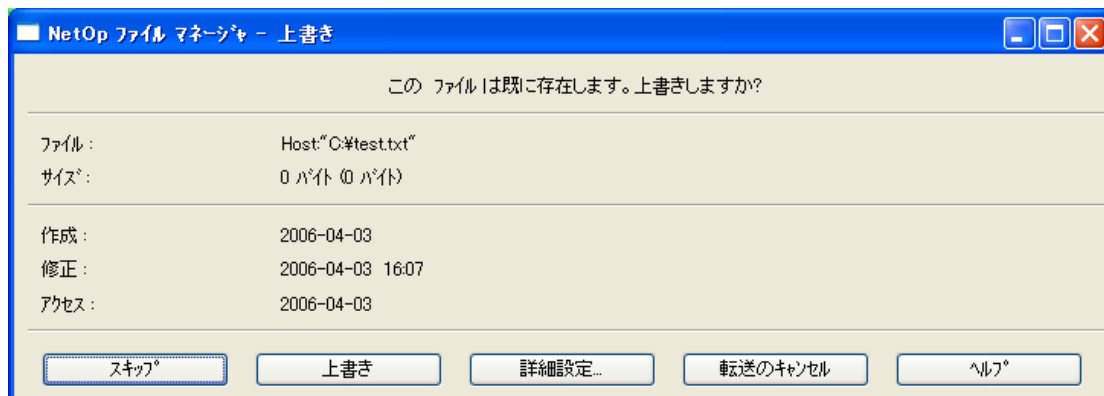 NetOp ﾌｧｲﾙ ﾏﾈｰｼﾞｬ - 上書き
この ﾌｧｲﾙ は既に存在します。上書きしますか?
ﾌｧｲﾙ : Host:"C:¥test.txt"
ｻｲｽﾞ : 0 ﾊﾞｲﾄ (0 ﾊﾞｲﾄ)
作成 : 2006-04-03
修正 : 2006-04-03 16:07
ｱｸｾｽ : 2006-04-03
ｽｷｯﾌﾟ 上書き 詳細設定... 転送のｷｬﾝｾﾙ ﾍﾙﾌﾟ